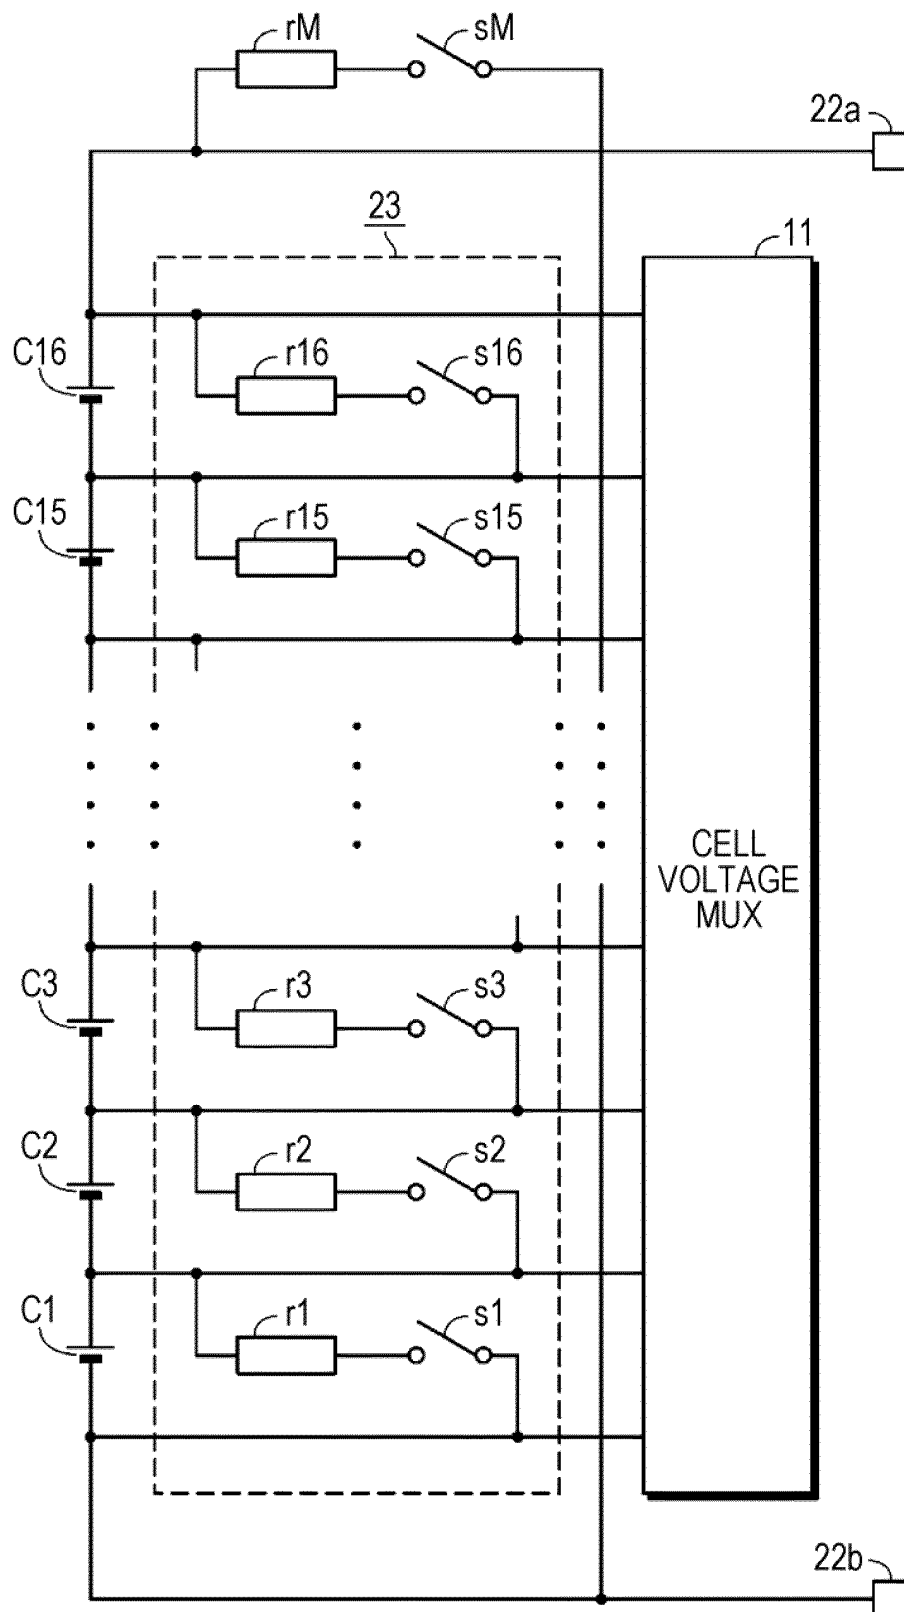 rM
sM
22a
23
11
C16
r16
s16
C15
r15
s15
CELL
VOLTAGE
MUX
C3
r3
s3
C2
r2
s2
C1
r1
s1
22b